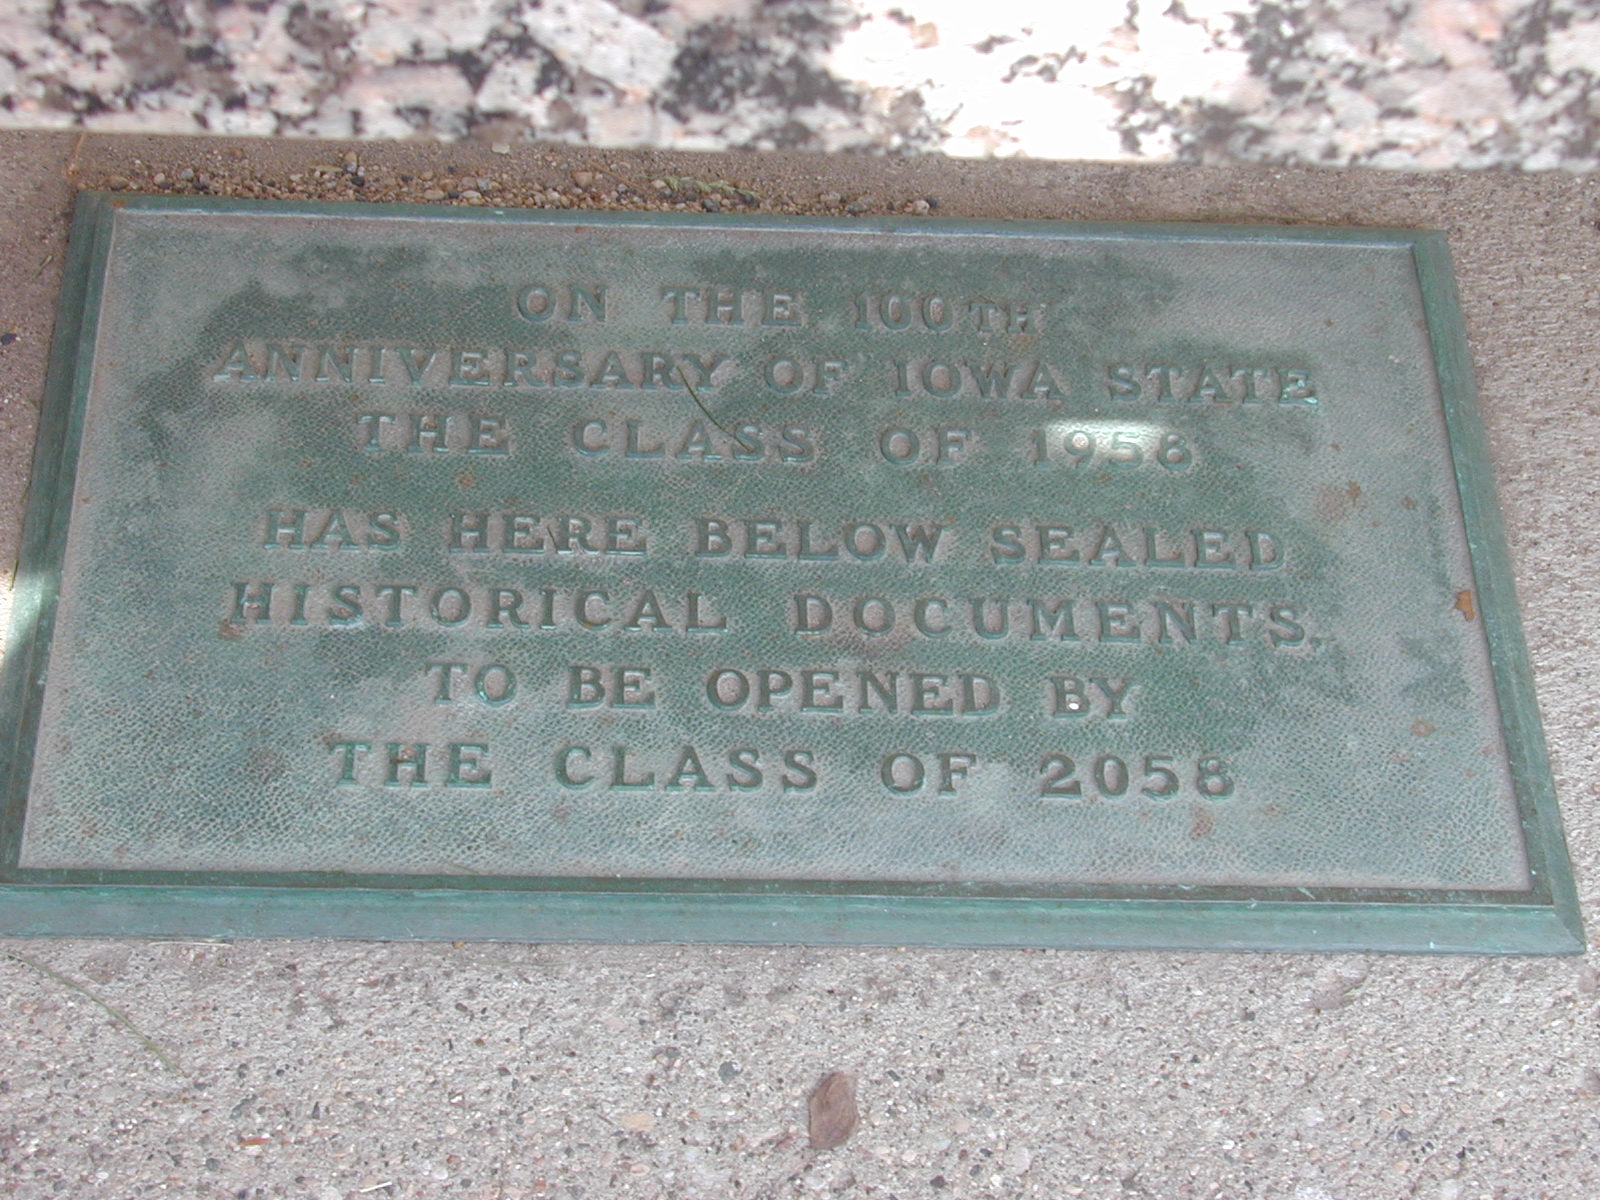 ON THE 100TH
ANNIVERSARY OF IOWA STATE
THE CLASS OF 1958
HAS HERE BELOW SEALED
HISTORICAL DOCUMENTS.
TO BE OPENED BY
THE CLASS OF 2058